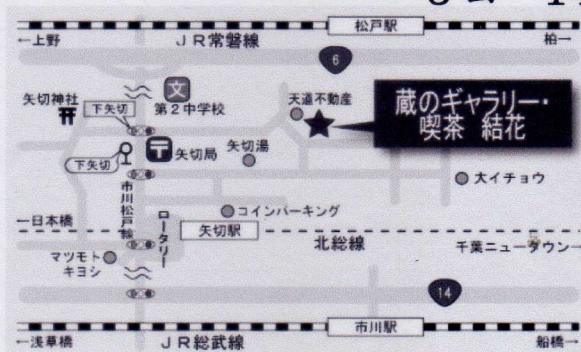 松戸駅
←上野
JR常磐線
柏→
6
矢切神社
下矢切
文
第2中学校
天道不動産
蔵のギャラリー・
喫茶 結花
下矢切
矢切局
矢切湯
大イチョウ
市川松戸線
ロータリー
コインパーキング
←日本橋
矢切駅
北総線
千葉ニュータウン→
マツモト
キヨシ
14
市川駅
←浅草橋
JR総武線
船橋→